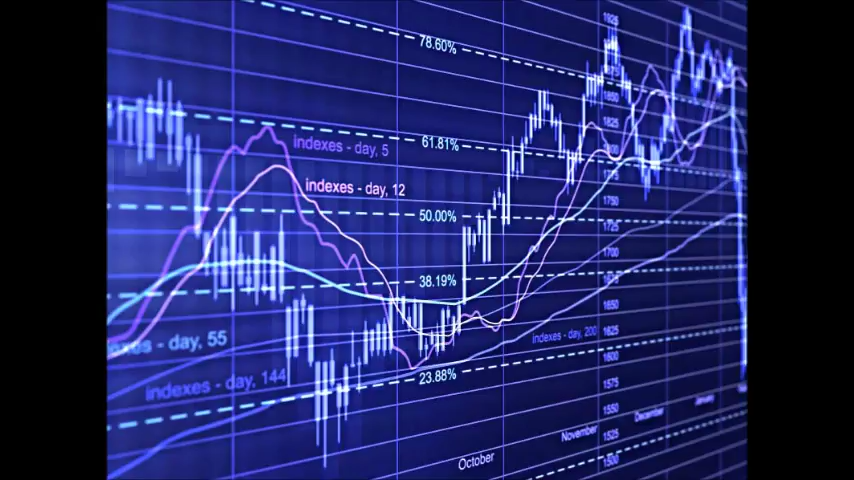 78.60%
indexes - day, 5
61.81%
indexes - day, 12
50.00%
38.19%
indexes - day, 55
indexes - day, 144
23.88%
indexes - day, 200
1925
1850
1825
1800
1775
1750
1725
1700
1675
1650
1625
1600
1575
1550
1525
1500
October
November
December
January